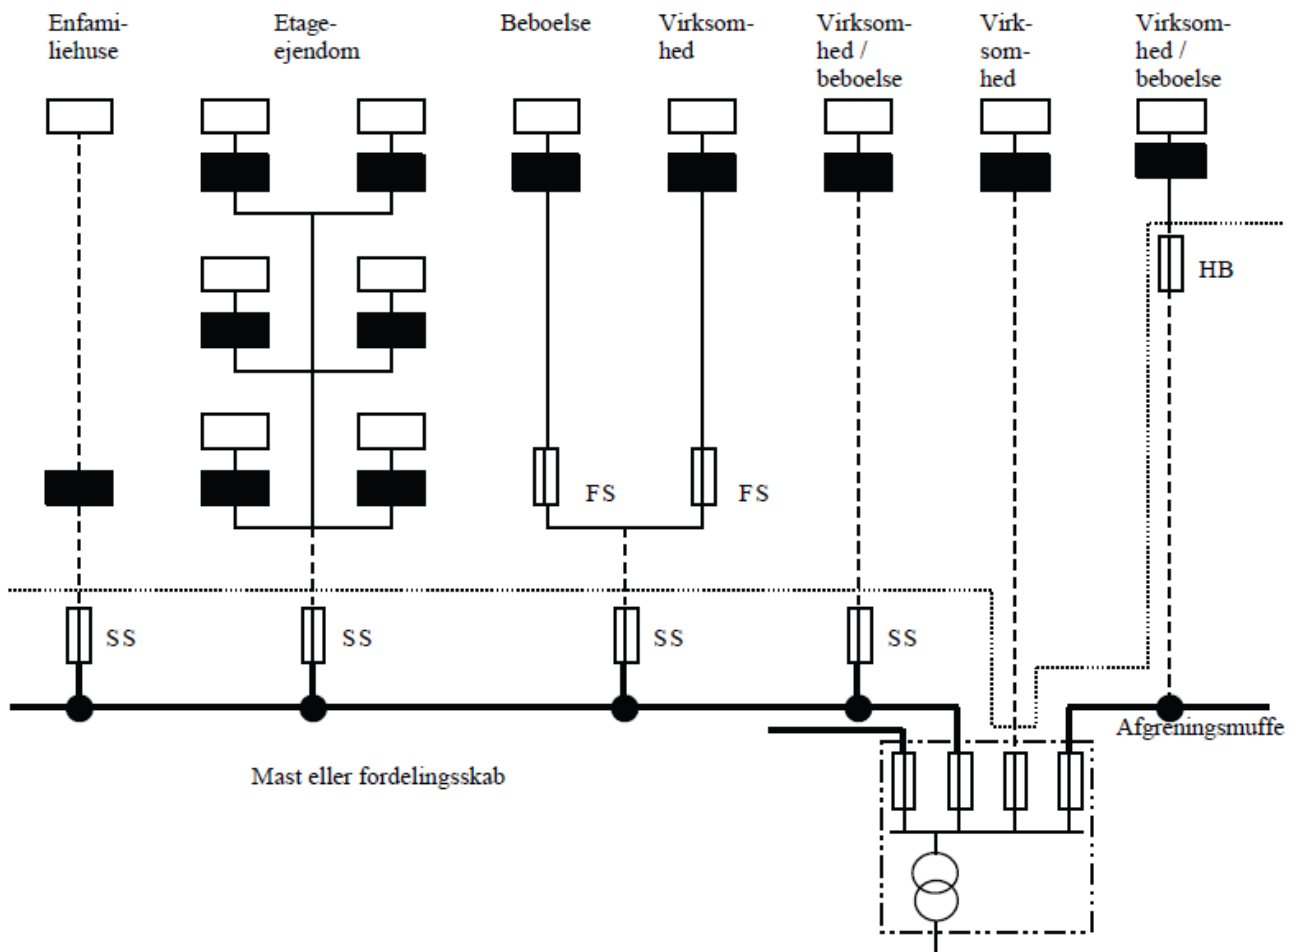 Enfami-
liehuse
Etage-
ejendom
Beboelse
Virksom-
hed
Virksom-
hed /
beboelse
Virk-
som-
hed
Virksom-
hed /
beboelse
HB
FS
FS
SS
SS
SS
SS
Afgreningsmuffe
Mast eller fordelingsskab